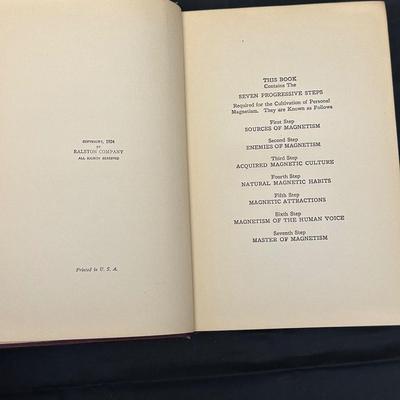 COPYRIGHT, 1924
BY
RALSTON COMPANY
ALL RIGHTS RESERVED
Printed in U. S. A.
THIS BOOK
Contains The
SEVEN PROGRESSIVE STEPS
Required for the Cultivation of Personal
Magnetism. They are Known as Follows
First Step
SOURCES OF MAGNETISM
Second Step
ENEMIES OF MAGNETISM
Third Step
ACQUIRED MAGNETIC CULTURE
Fourth Step
NATURAL MAGNETIC HABITS
Fifth Step
MAGNETIC ATTRACTIONS
Sixth Step
MAGNETISM OF THE HUMAN VOICE
Seventh Step
MASTER OF MAGNETISM